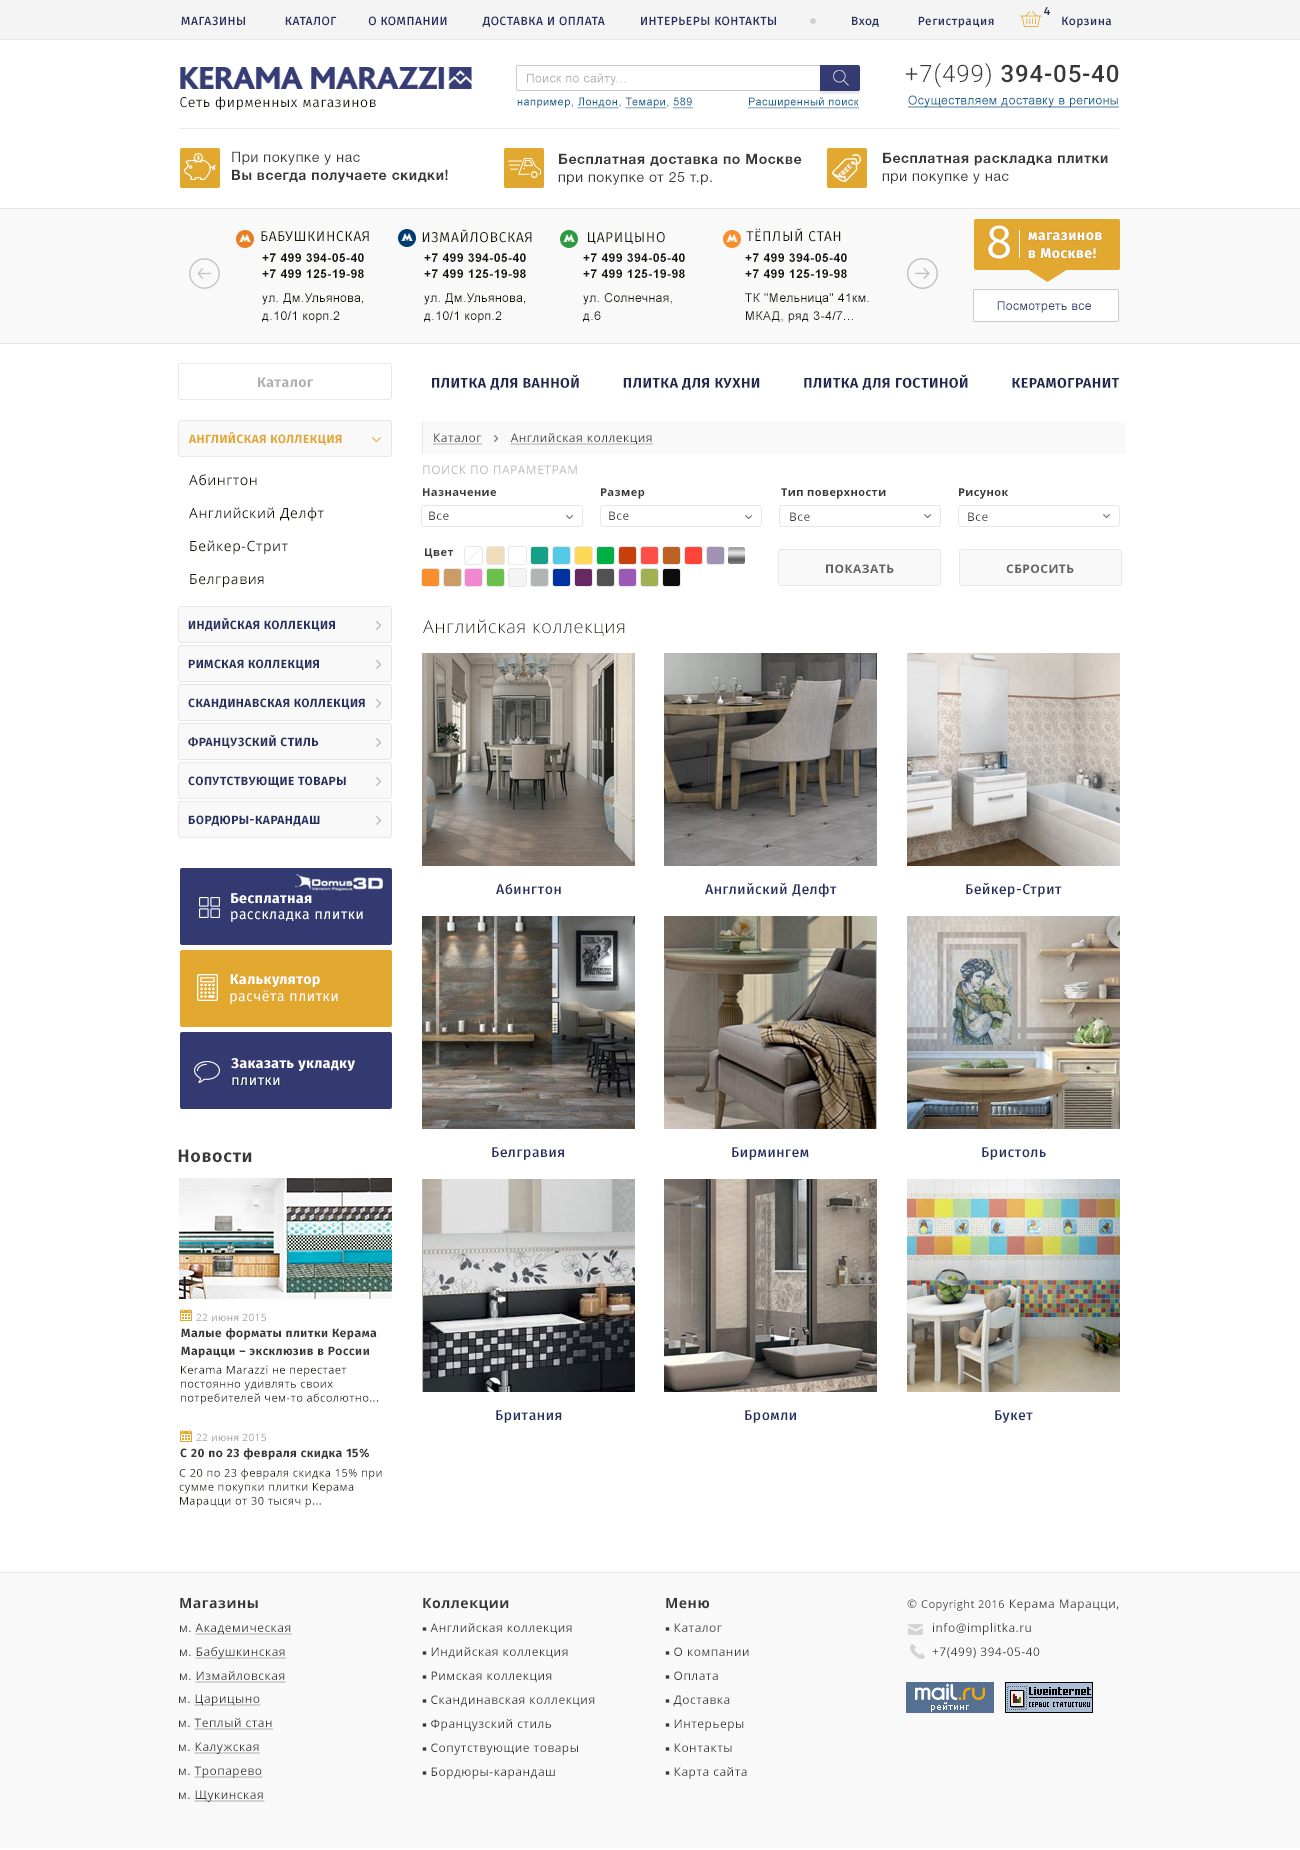 МАГАЗИНЫ КАТАЛОГ О КОМПАНИИ ДОСТАВКА И ОПЛАТА ИНТЕРЬЕРЫ КОНТАКТЫ Вход Регистрация 4 Корзина
KERAMA MARAZZI
Сеть фирменных магазинов
Поиск по сайту...
например, Лондон, Темари, 589 Расширенный поиск
+7(499) 394-05-40
Осуществляем доставку в регионы
При покупке у нас
Вы всегда получаете скидки!
Бесплатная доставка по Москве
при покупке от 25 т.р.
FREE
Бесплатная раскладка плитки
при покупке у нас
БАБУШКИНСКАЯ
+7 499 394-05-40
+7 499 125-19-98
ул. Дм.Ульянова,
д.10/1 корп.2
ИЗМАЙЛОВСКАЯ
+7 499 394-05-40
+7 499 125-19-98
ул. Дм.Ульянова,
д.10/1 корп.2
ЦАРИЦЫНО
+7 499 394-05-40
+7 499 125-19-98
ул. Солнечная,
д.6
ТЁПЛЫЙ СТАН
+7 499 394-05-40
+7 499 125-19-98
ТК "Мельница" 41км.
МКАД, ряд 3-4/7...
8 магазинов
в Москве!
Посмотреть все
Каталог
ПЛИТКА ДЛЯ ВАННОЙ ПЛИТКА ДЛЯ КУХНИ ПЛИТКА ДЛЯ ГОСТИНОЙ КЕРАМОГРАНИТ
АНГЛИЙСКАЯ КОЛЛЕКЦИЯ
Абингтон
Английский Делфт
Бейкер-Стрит
Белгравия
ИНДИЙСКАЯ КОЛЛЕКЦИЯ
РИМСКАЯ КОЛЛЕКЦИЯ
СКАНДИНАВСКАЯ КОЛЛЕКЦИЯ
ФРАНЦУЗСКИЙ СТИЛЬ
СОПУТСТВУЮЩИЕ ТОВАРЫ
БОРДЮРЫ-КАРАНДАШ
Domus3D
Version Pegasus
Бесплатная
расскладка плитки
Калькулятор
расчёта плитки
Заказать укладку
плитки
Новости
22 июня 2015
Малые форматы плитки Керама
Марацци – эксклюзив в России
Kerama Marazzi не перестает
постоянно удивлять своих
потребителей чем-то абсолютно...
22 июня 2015
С 20 по 23 февраля скидка 15%
С 20 по 23 февраля скидка 15% при
сумме покупки плитки Керама
Марацци от 30 тысяч р...
Каталог > Английская коллекция
ПОИСК ПО ПАРАМЕТРАМ
Назначение Размер Тип поверхности Рисунок
Все Все Все Все
Цвет
ПОКАЗАТЬ СБРОСИТЬ
Английская коллекция
Абингтон Английский Делфт Бейкер-Стрит
Белгравия Бирмингем Бристоль
Британия Бромли Букет
Магазины
м. Академическая
м. Бабушкинская
м. Измайловская
м. Царицыно
м. Теплый стан
м. Калужская
м. Тропарево
м. Щукинская
Коллекции
▪ Английская коллекция
▪ Индийская коллекция
▪ Римская коллекция
▪ Скандинавская коллекция
▪ Французский стиль
▪ Сопутствующие товары
▪ Бордюры-карандаш
Меню
▪ Каталог
▪ О компании
▪ Оплата
▪ Доставка
▪ Интерьеры
▪ Контакты
▪ Карта сайта
© Copyright 2016 Керама Марацци,
info@implitka.ru
+7(499) 394-05-40
mail.ru
рейтинг
Liveinternet
СЕРВИС СТАТИСТИКИ